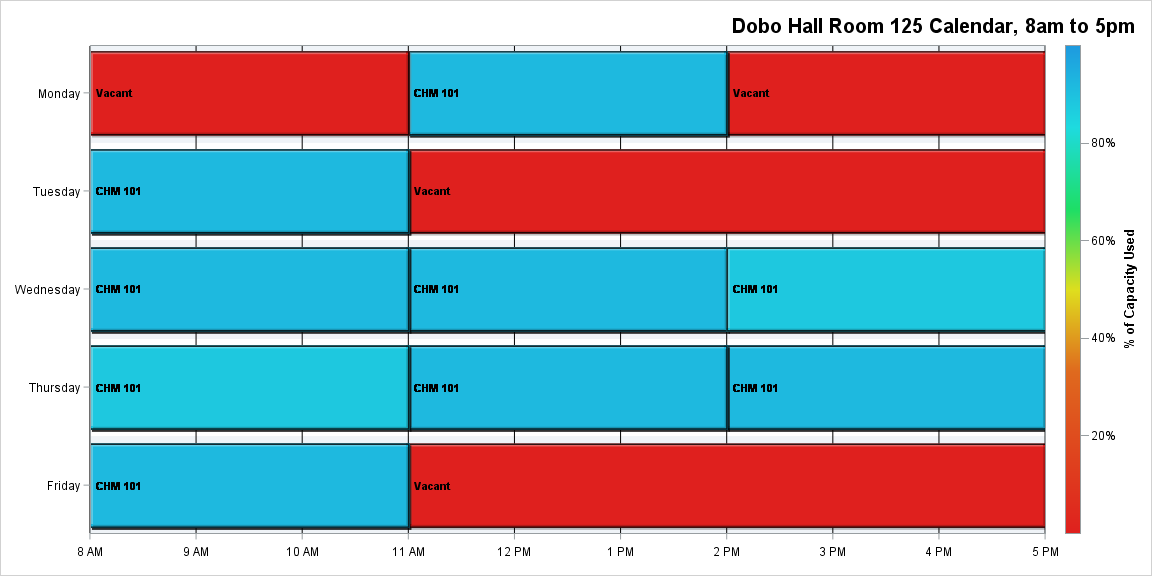 Dobo Hall Room 125 Calendar, 8am to 5pm
Monday
Vacant
CHM 101
Vacant
80%
Tuesday
CHM 101
Vacant
60%
Wednesday
CHM 101
CHM 101
CHM 101
% of Capacity Used
40%
Thursday
CHM 101
CHM 101
CHM 101
20%
Friday
CHM 101
Vacant
8 AM
9 AM
10 AM
11 AM
12 PM
1 PM
2 PM
3 PM
4 PM
5 PM